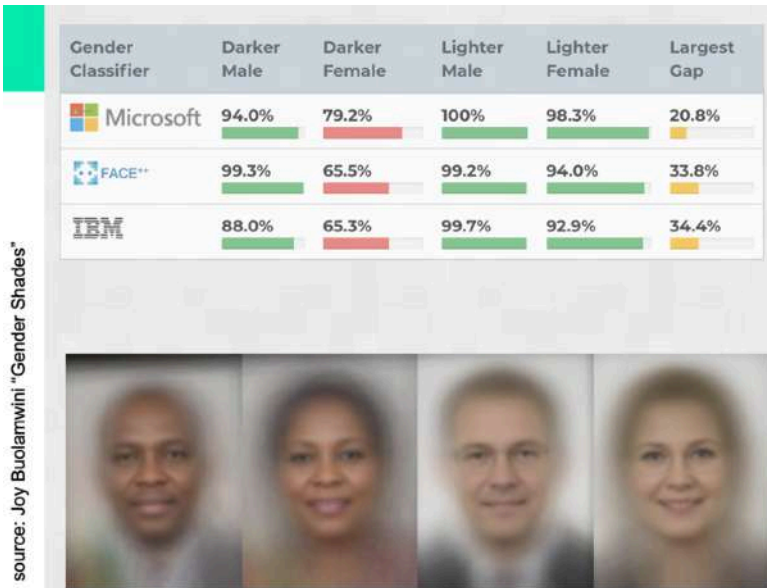 Gender Classifier Darker Male Darker Female Lighter Male Lighter Female Largest Gap
Microsoft 94.0% 79.2% 100% 98.3% 20.8%
FACE++ 99.3% 65.5% 99.2% 94.0% 33.8%
IBM 88.0% 65.3% 99.7% 92.9% 34.4%
source: Joy Buolamwini "Gender Shades"